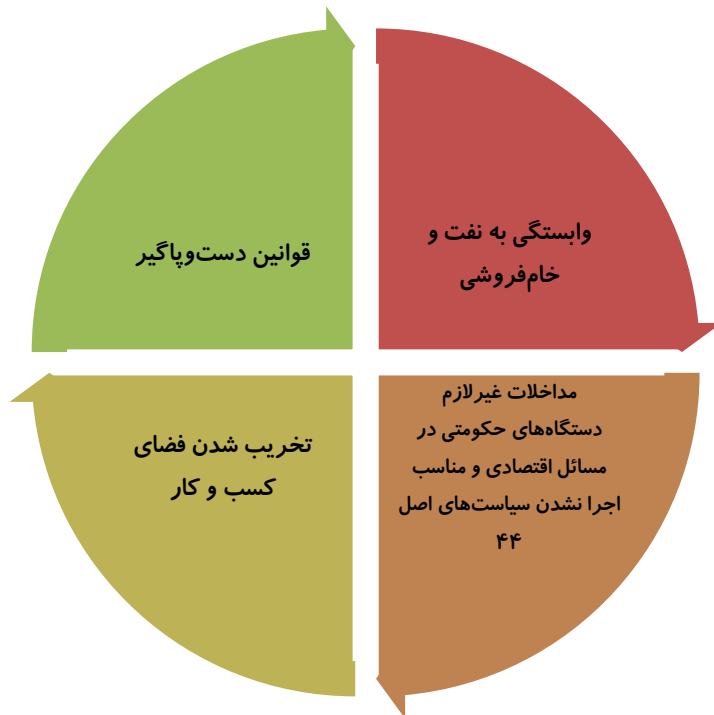 وابستگی به نفت و
خام‌فروشی
مداخلات غیرلازم
دستگاه‌های حکومتی در
مسائل اقتصادی و مناسب
اجرا نشدن سیاست‌های اصل
۴۴
تخریب شدن فضای
کسب و کار
قوانین دست‌وپاگیر